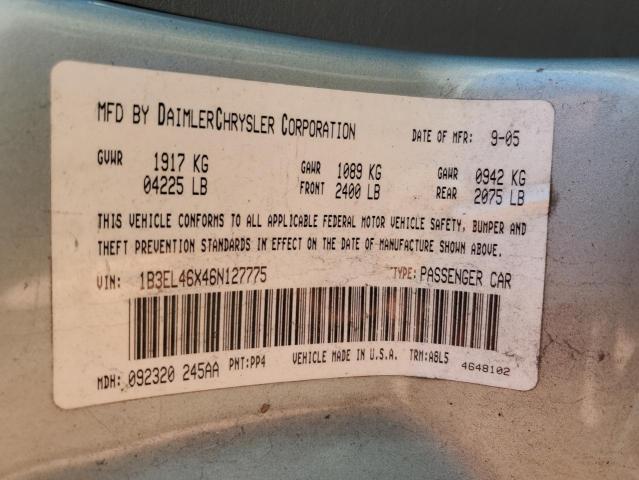 MFD BY DAIMLERCHRYSLER CORPORATION DATE OF MFR: 9-05
GVWR 1917 KG GAWR 1089 KG GAWR 0942 KG
04225 LB FRONT 2400 LB REAR 2075 LB
THIS VEHICLE CONFORMS TO ALL APPLICABLE FEDERAL MOTOR VEHICLE SAFETY, BUMPER AND
THEFT PREVENTION STANDARDS IN EFFECT ON THE DATE OF MANUFACTURE SHOWN ABOVE.
VIN: 1B3EL46X46N127775 TYPE: PASSENGER CAR
MDH: 092320 245AA PNT:PP4 VEHICLE MADE IN U.S.A. TRM:A8L5 4648102